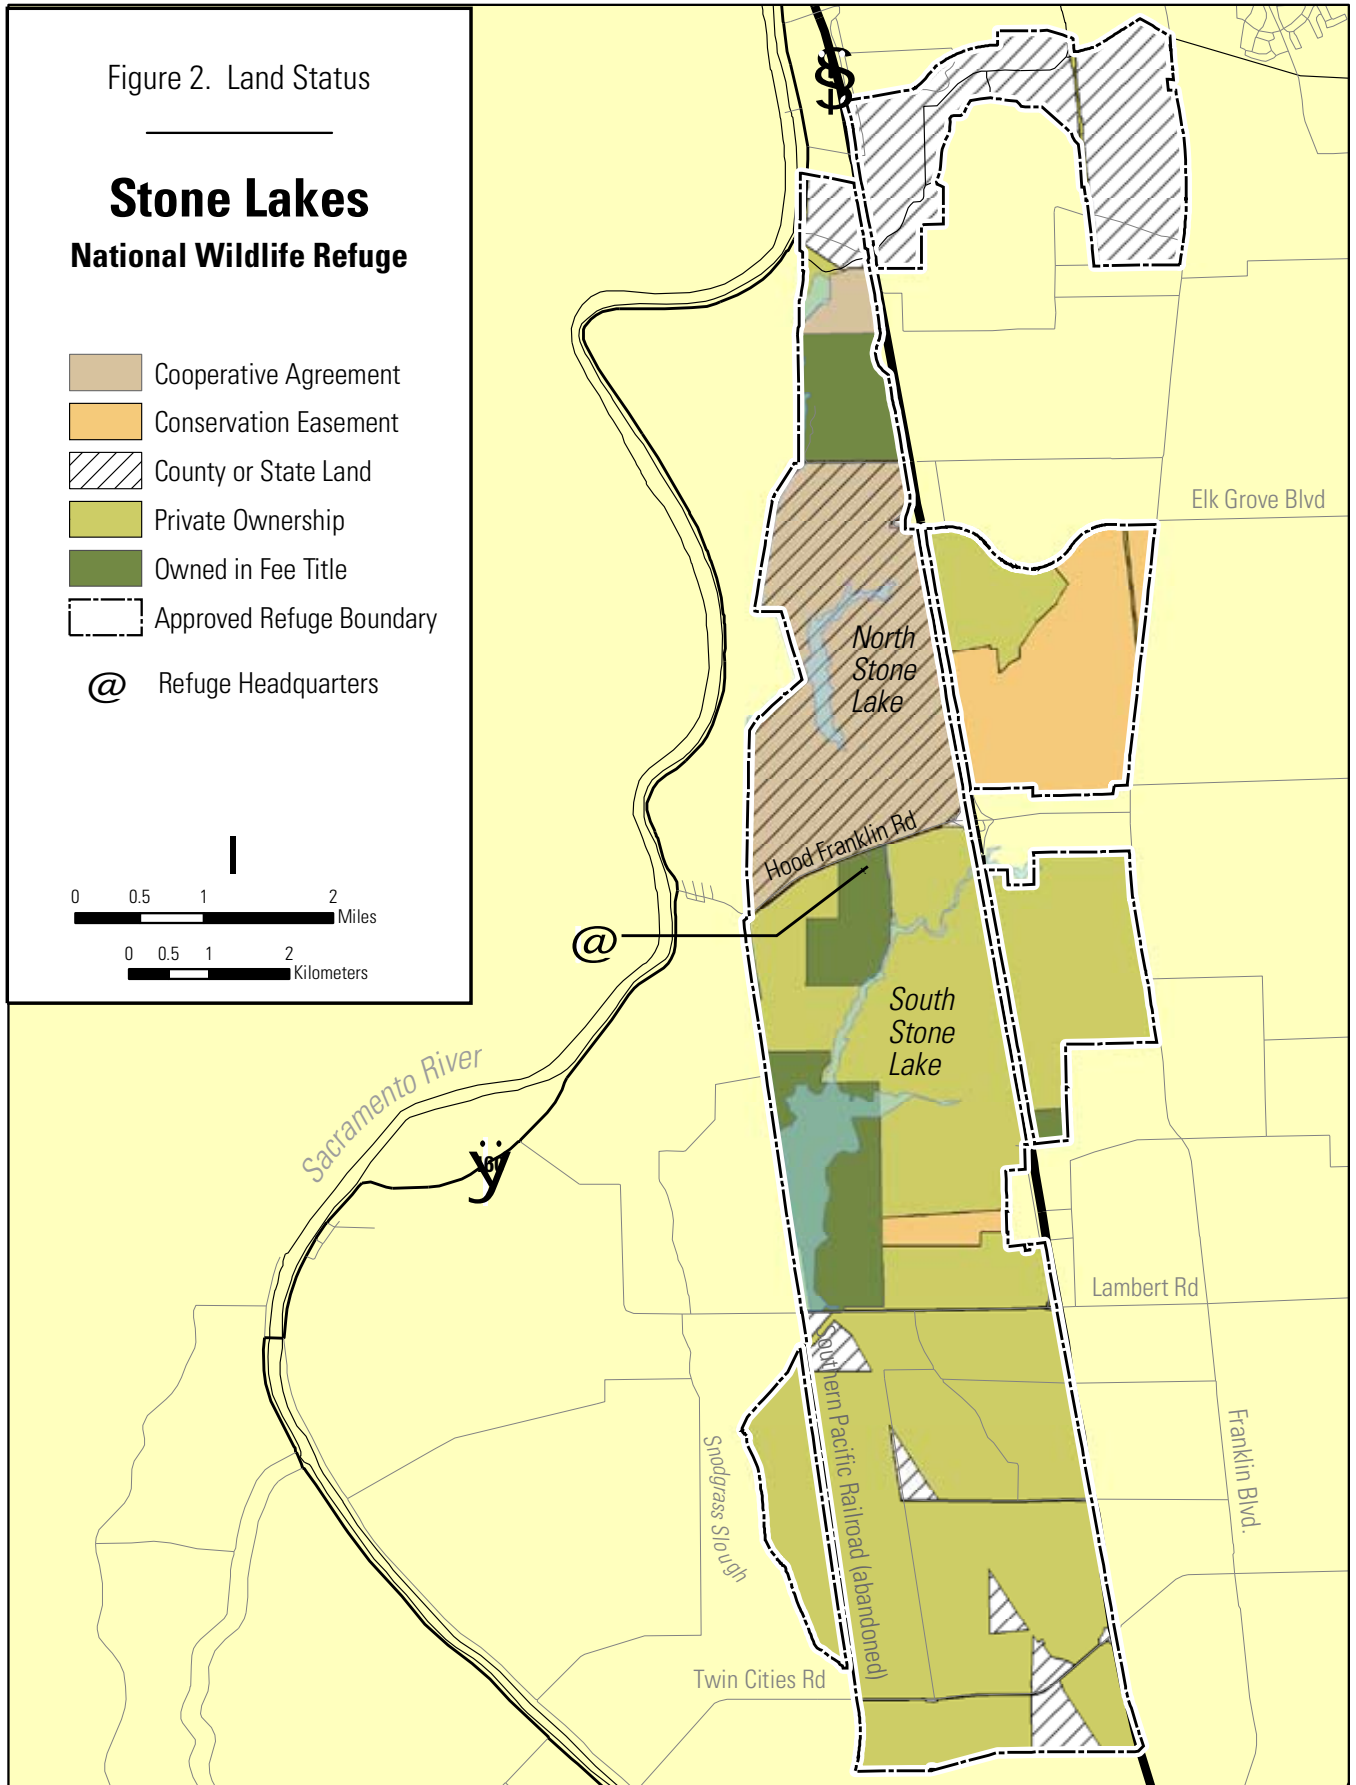 Figure 2. Land Status
Stone Lakes
National Wildlife Refuge
Cooperative Agreement
Conservation Easement
County or State Land
Private Ownership
Owned in Fee Title
Approved Refuge Boundary
@ Refuge Headquarters
0 0.5 1 2
Miles
0 0.5 1 2
Kilometers
Elk Grove Blvd
North
Stone
Lake
Hood Franklin Rd
@
South
Stone
Lake
Sacramento River
ÿ
Lambert Rd
Southern Pacific Railroad (abandoned)
Snodgrass Slough
Franklin Blvd.
Twin Cities Rd